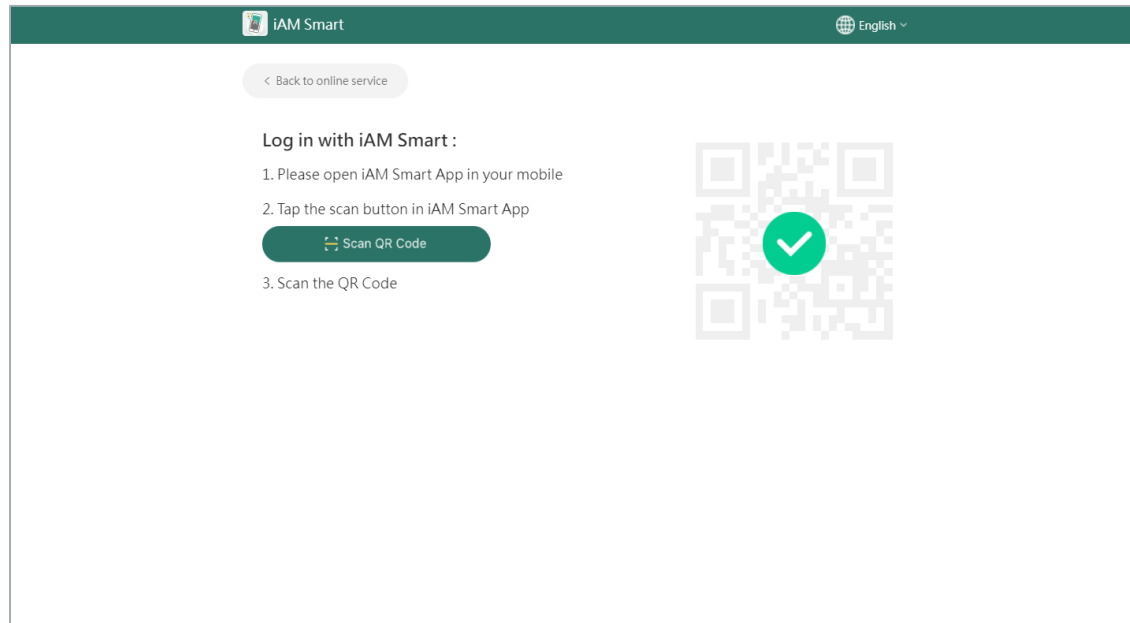 iAM Smart
English
< Back to online service
Log in with iAM Smart :
1. Please open iAM Smart App in your mobile
2. Tap the scan button in iAM Smart App
Scan QR Code
3. Scan the QR Code